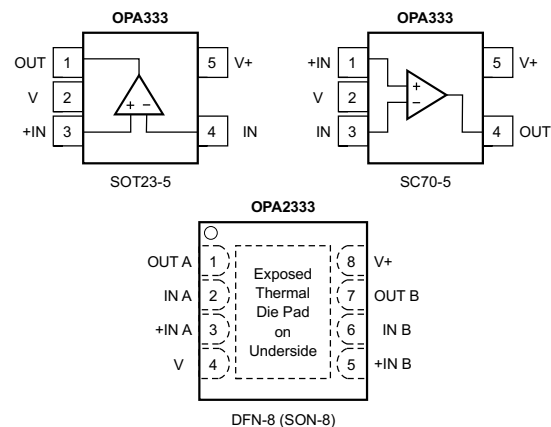 OPA333
OUT 1 5 V+
V 2
+IN 3 + − 4 IN
SOT23-5
OPA333
+IN 1 5 V+
V 2 + −
IN 3 4 OUT
SC70-5
OPA2333
OUT A 1 8 V+
IN A 2 7 OUT B
+IN A 3 6 IN B
V 4 5 +IN B
Exposed
Thermal
Die Pad
on
Underside
DFN-8 (SON-8)